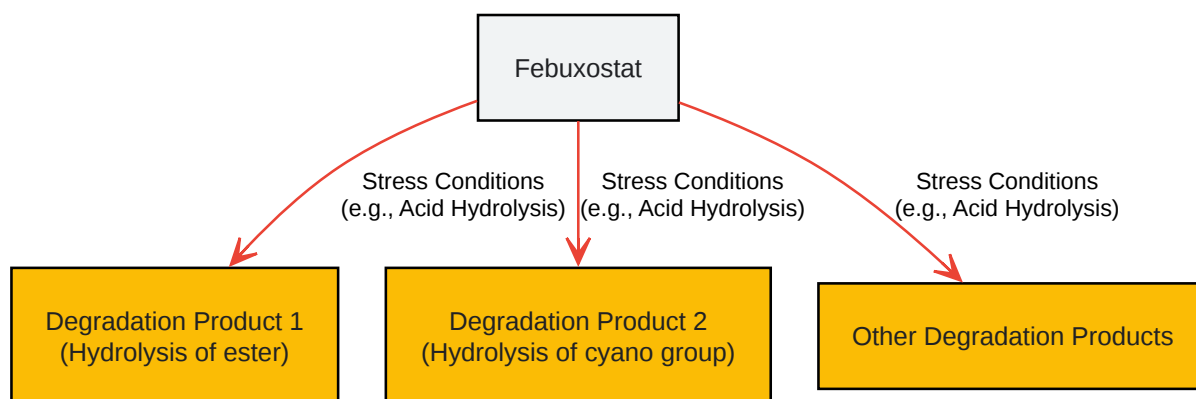 Febuxostat
Stress Conditions
(e.g., Acid Hydrolysis)
Stress Conditions
(e.g., Acid Hydrolysis)
Stress Conditions
(e.g., Acid Hydrolysis)
Degradation Product 1
(Hydrolysis of ester)
Degradation Product 2
(Hydrolysis of cyano group)
Other Degradation Products